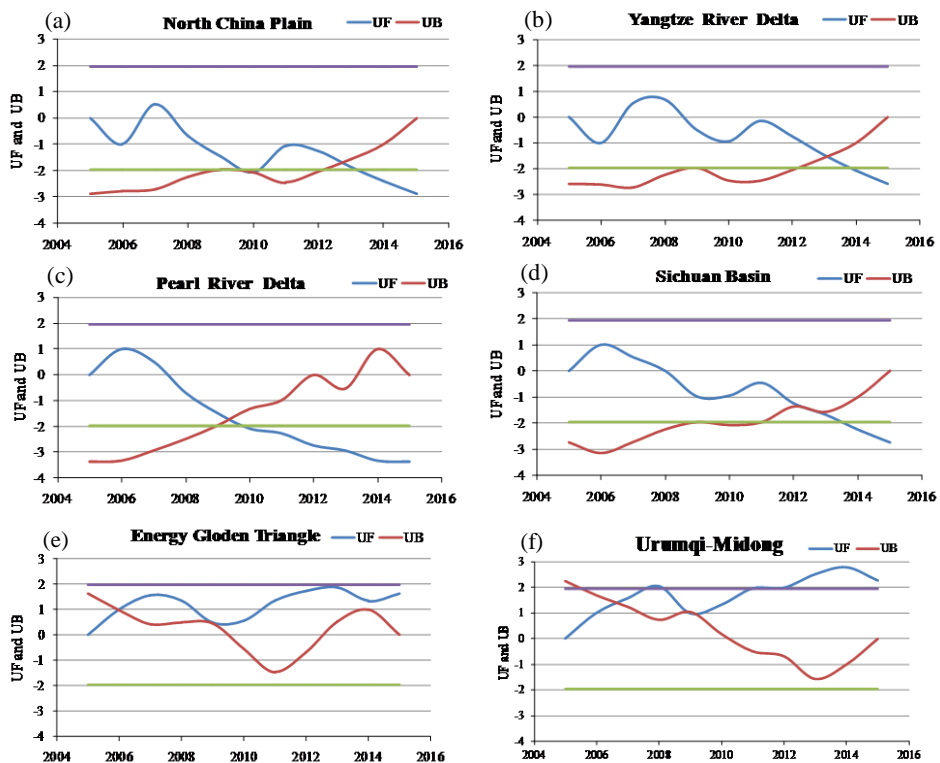 (a)
North China Plain
UF UB
UF and UB
3
2
1
0
-1
-2
-3
-4
2004 2006 2008 2010 2012 2014 2016
(b)
Yangtze River Delta
UF UB
UF and UB
3
2
1
0
-1
-2
-3
-4
2004 2006 2008 2010 2012 2014 2016
(c)
Pearl River Delta
UF UB
UF and UB
3
2
1
0
-1
-2
-3
-4
2004 2006 2008 2010 2012 2014 2016
(d)
Sichuan Basin
UF UB
UF and UB
3
2
1
0
-1
-2
-3
-4
2004 2006 2008 2010 2012 2014 2016
(e)
Energy Gloden Triangle
UF UB
UF and UB
3
2
1
0
-1
-2
-3
-4
2004 2006 2008 2010 2012 2014 2016
(f)
Urumqi-Midong
UF UB
UF and UB
3
2
1
0
-1
-2
-3
-4
2004 2006 2008 2010 2012 2014 2016